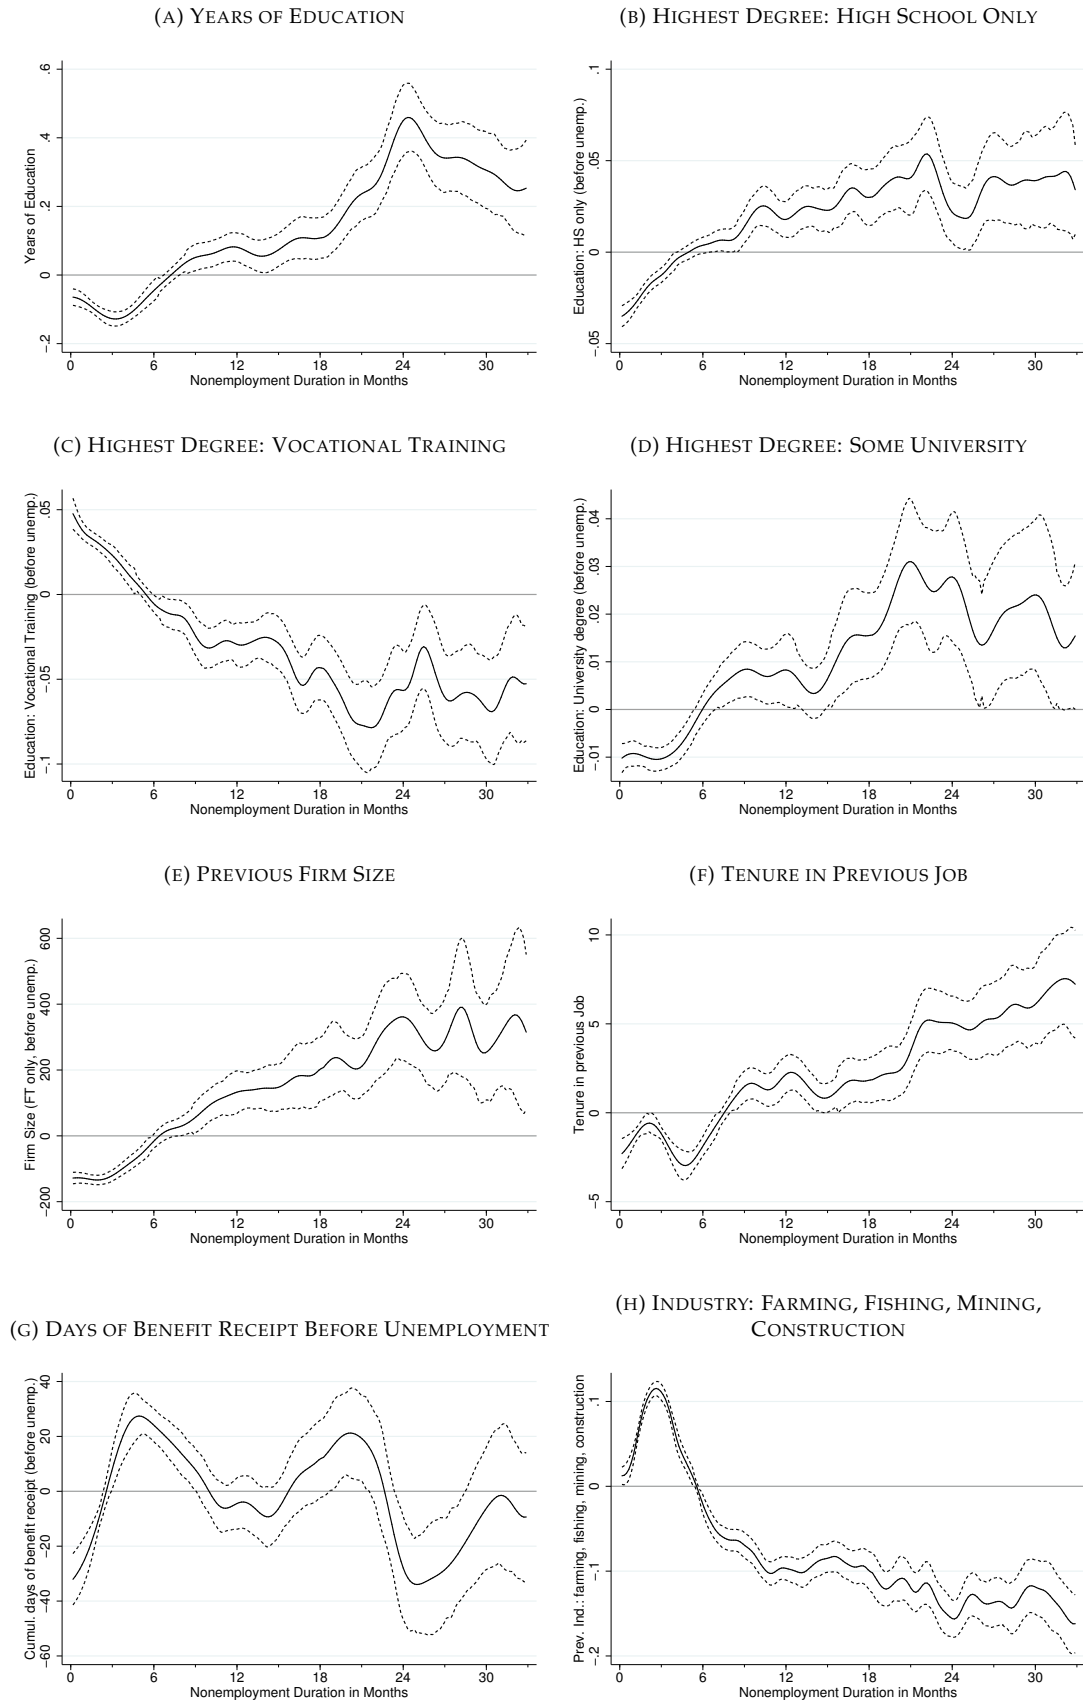 (A) YEARS OF EDUCATION
Years of Education
.6
.4
.2
0
-.2
0 6 12 18 24 30
Nonemployment Duration in Months
(B) HIGHEST DEGREE: HIGH SCHOOL ONLY
Education: HS only (before unemp.)
.1
.05
0
-.05
0 6 12 18 24 30
Nonemployment Duration in Months
(C) HIGHEST DEGREE: VOCATIONAL TRAINING
Education: Vocational Training (before unemp.)
.05
0
-.05
-.1
0 6 12 18 24 30
Nonemployment Duration in Months
(D) HIGHEST DEGREE: SOME UNIVERSITY
Education: University degree (before unemp.)
.04
.03
.02
.01
0
-.01
0 6 12 18 24 30
Nonemployment Duration in Months
(E) PREVIOUS FIRM SIZE
Firm Size (FT only, before unemp.)
600
400
200
0
-200
0 6 12 18 24 30
Nonemployment Duration in Months
(F) TENURE IN PREVIOUS JOB
Tenure in previous Job
10
5
0
-5
0 6 12 18 24 30
Nonemployment Duration in Months
(G) DAYS OF BENEFIT RECEIPT BEFORE UNEMPLOYMENT
Cumul. days of benefit receipt (before unemp.)
40
20
0
-20
-40
-60
0 6 12 18 24 30
Nonemployment Duration in Months
(H) INDUSTRY: FARMING, FISHING, MINING,
CONSTRUCTION
Prev. Ind.: farming, fishing, mining, construction
.1
0
-.1
-.2
0 6 12 18 24 30
Nonemployment Duration in Months